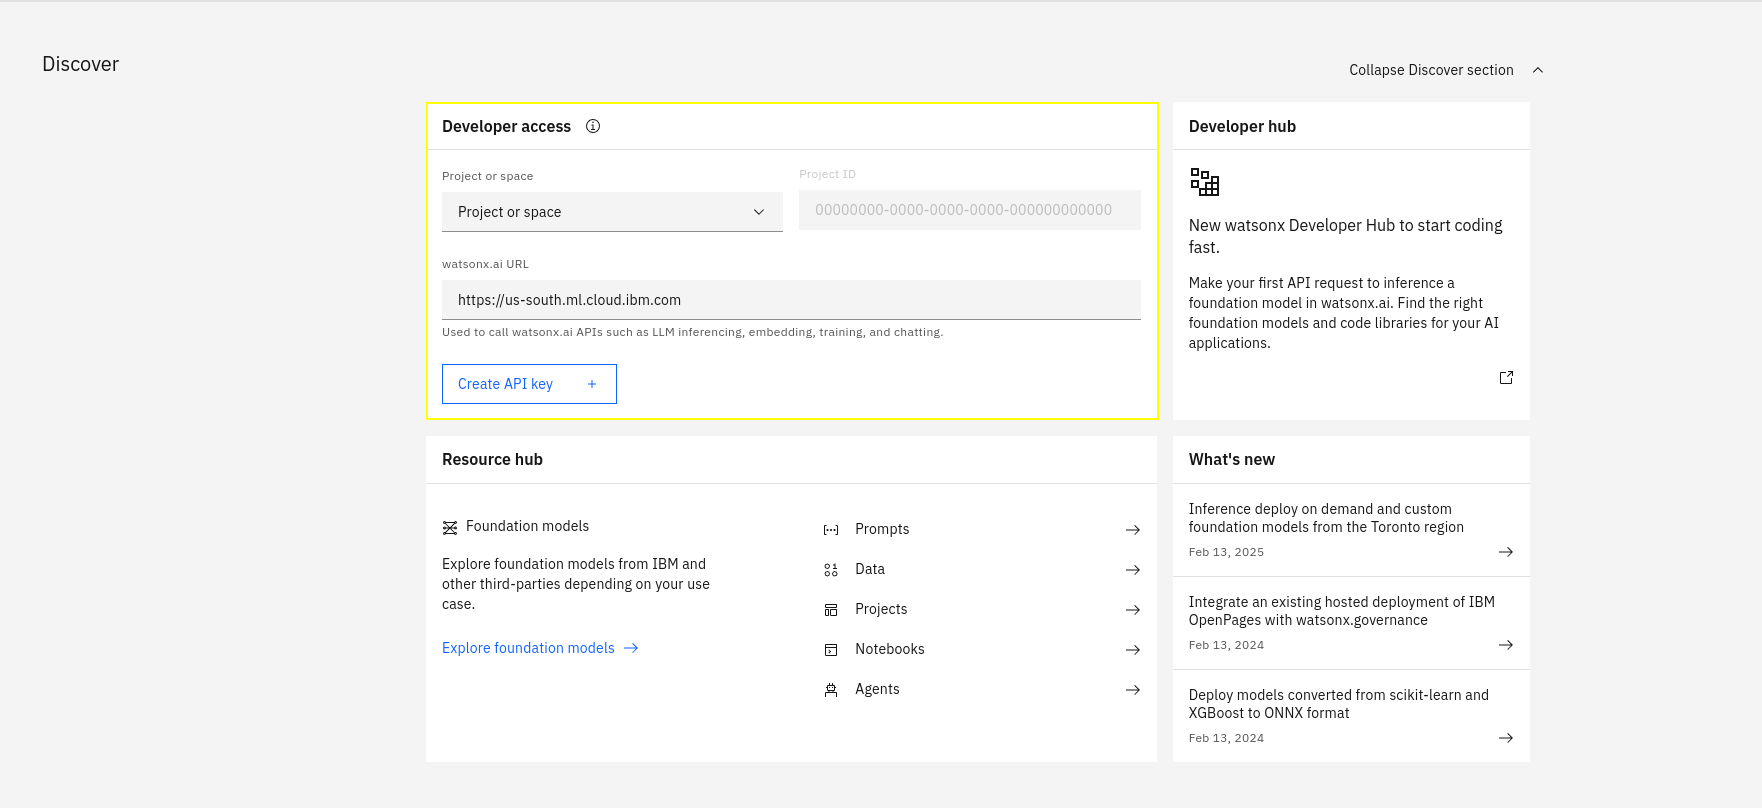 Discover
Collapse Discover section
Developer access
Project or space
Project or space
Project ID
00000000-0000-0000-0000-000000000000
watsonx.ai URL
https://us-south.ml.cloud.ibm.com
Used to call watsonx.ai APIs such as LLM inferencing, embedding, training, and chatting.
Create API key +
Developer hub
New watsonx Developer Hub to start coding
fast.
Make your first API request to inference a
foundation model in watsonx.ai. Find the right
foundation models and code libraries for your AI
applications.
Resource hub
Foundation models
Explore foundation models from IBM and
other third-parties depending on your use
case.
Explore foundation models
Prompts
Data
Projects
Notebooks
Agents
What's new
Inference deploy on demand and custom
foundation models from the Toronto region
Feb 13, 2025
Integrate an existing hosted deployment of IBM
OpenPages with watsonx.governance
Feb 13, 2024
Deploy models converted from scikit-learn and
XGBoost to ONNX format
Feb 13, 2024